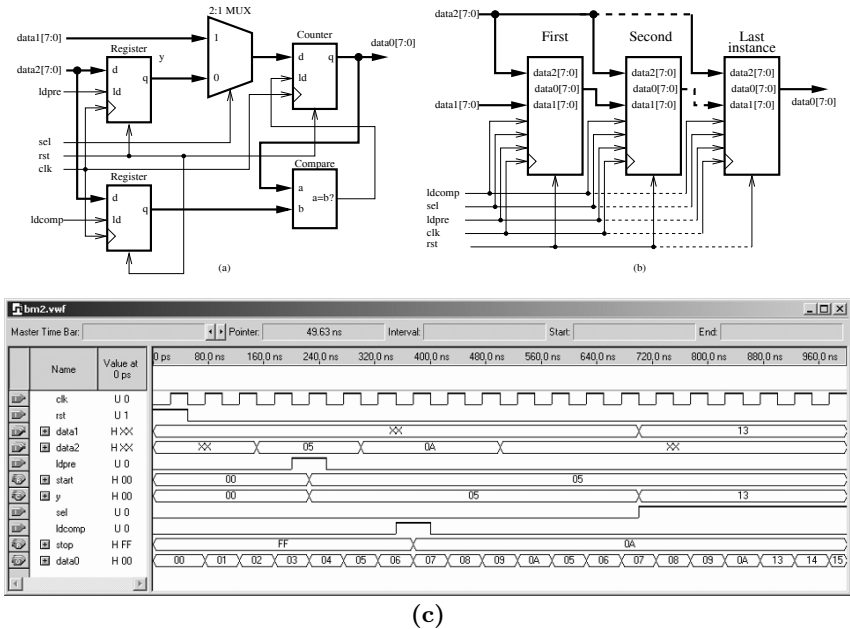 2:1 MUX
data1[7:0]
1
Counter
data0[7:0]
Register
y
d
q
data2[7:0]
d
q
0
ld
ldpre
ld
sel
rst
clk
Register
Compare
d
q
a
a=b?
b
ldcomp
ld
(a)
data2[7:0]
First
Second
Last
instance
data2[7:0]
data2[7:0]
data2[7:0]
data0[7:0]
data0[7:0]
data0[7:0]
data1[7:0]
data1[7:0]
data1[7:0]
data1[7:0]
data0[7:0]
ldcomp
sel
ldpre
clk
rst
(b)
bm2.vwf
Master Time Bar:
Pointer:
49.63 ns
Interval:
Start:
End:
Name
Value at
0 ps
0 ps
80.0 ns
160.0 ns
240.0 ns
320.0 ns
400.0 ns
480.0 ns
560.0 ns
640.0 ns
720.0 ns
800.0 ns
880.0 ns
960.0 ns
clk U 0
rst U 1
data1 H XX XX 13
data2 H XX XX 05 0A XX
ldpre U 0
start H 00 00 05
y H 00 00 05 13
sel U 0
ldcomp U 0
stop H FF FF 0A
data0 H 00 00 01 02 03 04 05 06 07 08 09 0A 05 06 07 08 09 0A 13 14 15
(c)